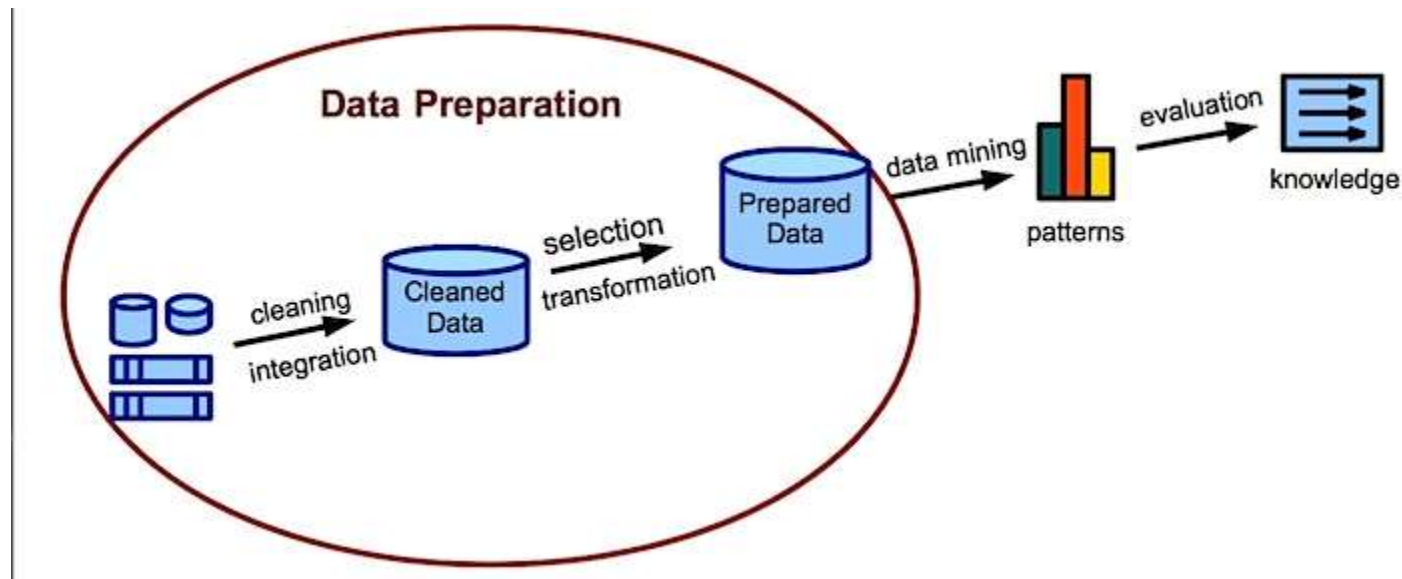 Data Preparation
cleaning
integration
Cleaned
Data
selection
transformation
Prepared
Data
data mining
patterns
evaluation
knowledge